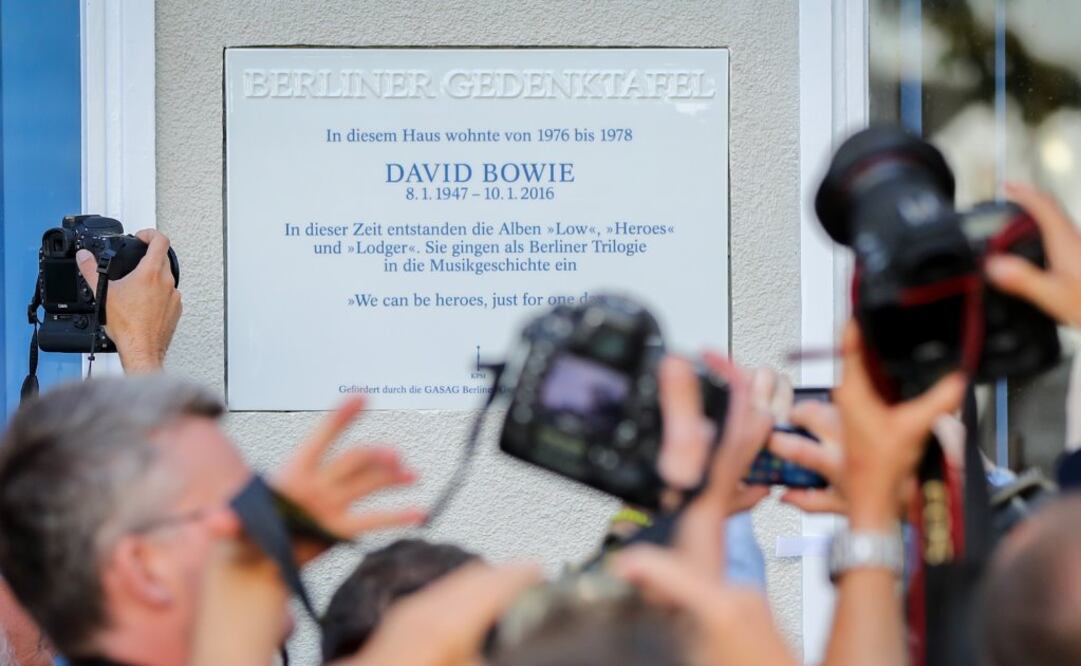 BERLINER GEDENKTAFEL
In diesem Haus wohnte von 1976 bis 1978
DAVID BOWIE
8. 1. 1947 – 10. 1. 2016
In dieser Zeit entstanden die Alben »Low«, »Heroes«
und »Lodger«. Sie gingen als Berliner Trilogie
in die Musikgeschichte ein
»We can be heroes, just for one
KPM
Gefördert durch die GASAG Berliner